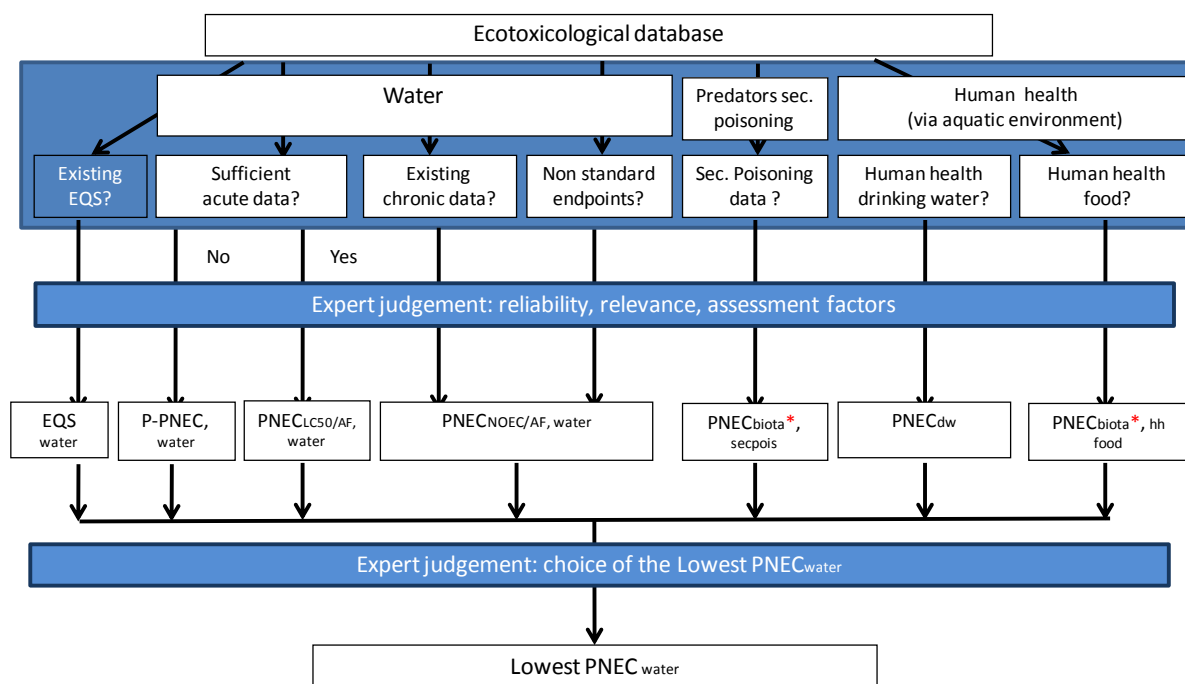 Ecotoxicological database
Water
Predators sec.
poisoning
Human health
(via aquatic environment)
Existing
EQS?
Sufficient
acute data?
Existing
chronic data?
Non standard
endpoints?
Sec. Poisoning
data ?
Human health
drinking water?
Human health
food?
No
Yes
Expert judgement: reliability, relevance, assessment factors
EQS
water
P-PNEC,
water
PNECLC50/AF,
water
PNECNOEC/AF, water
PNECbiota*,
secpois
PNECdw
PNECbiota*, hh
food
Expert judgement: choice of the Lowest PNECwater
Lowest PNEC water